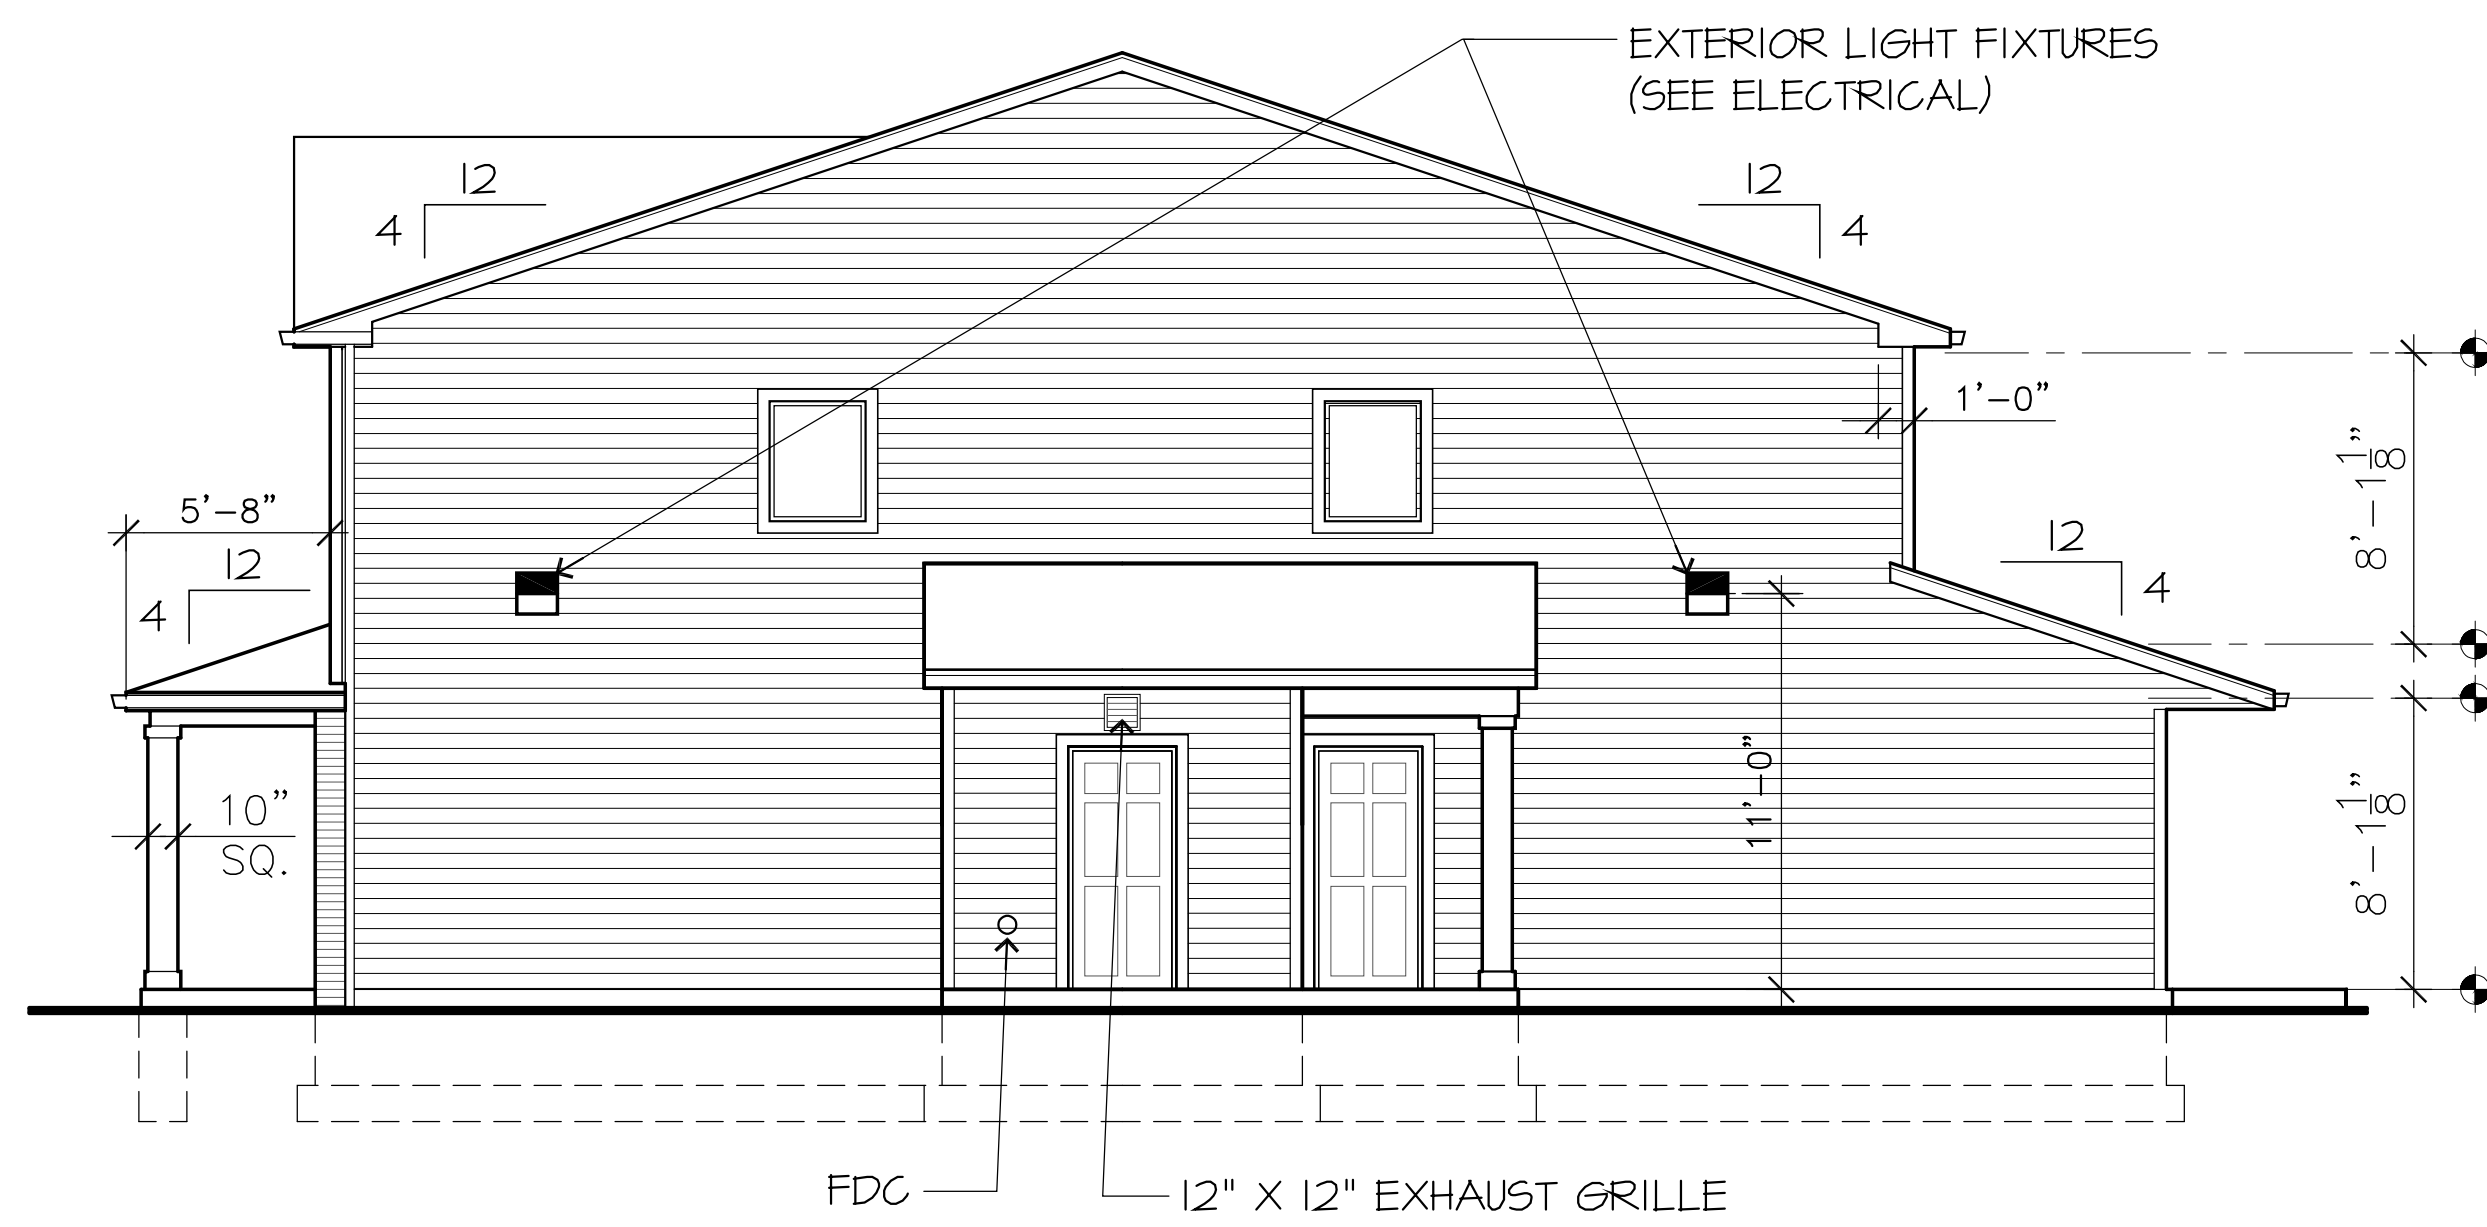 EXTERIOR LIGHT FIXTURES
(SEE ELECTRICAL)
12
4
12
4
1'-0"
8' - 1 1/8"
5'-8"
12
4
12
4
11'-0"
8' - 1 1/8"
10"
SQ.
FDC
12" X 12" EXHAUST GRILLE